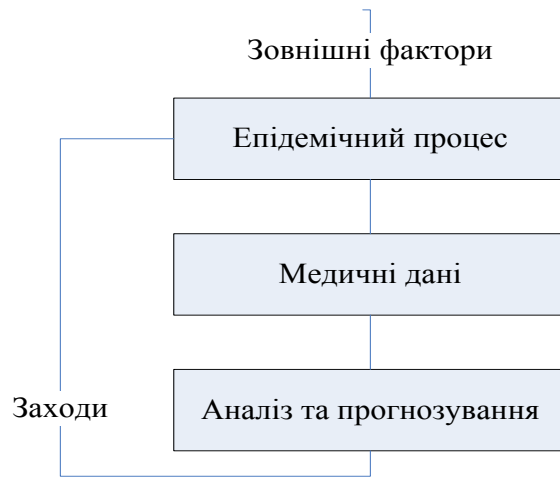 Зовнішні фактори
Епідемічний процес
Медичні дані
Аналіз та прогнозування
Заходи